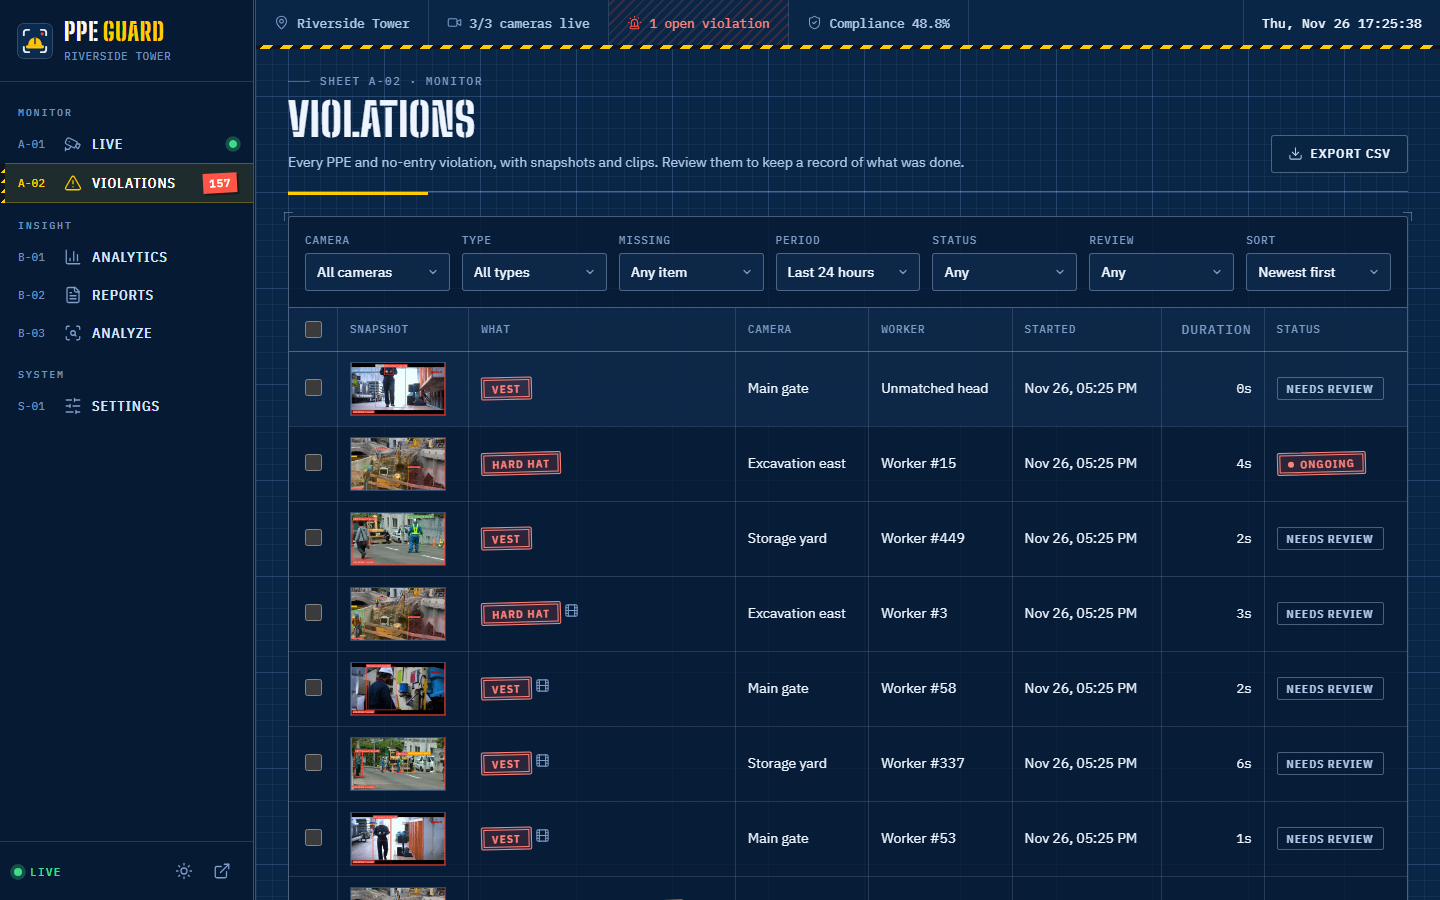 PPE GUARD
RIVERSIDE TOWER
MONITOR
A-01 LIVE
A-02 VIOLATIONS 157
INSIGHT
B-01 ANALYTICS
B-02 REPORTS
B-03 ANALYZE
SYSTEM
S-01 SETTINGS
LIVE
Riverside Tower 3/3 cameras live 1 open violation Compliance 48.8% Thu, Nov 26 17:25:38
SHEET A-02 · MONITOR
VIOLATIONS
Every PPE and no-entry violation, with snapshots and clips. Review them to keep a record of what was done.
EXPORT CSV
CAMERA TYPE MISSING PERIOD STATUS REVIEW SORT
All cameras All types Any item Last 24 hours Any Any Newest first
SNAPSHOT WHAT CAMERA WORKER STARTED DURATION STATUS
VEST Main gate Unmatched head Nov 26, 05:25 PM 0s NEEDS REVIEW
HARD HAT Excavation east Worker #15 Nov 26, 05:25 PM 4s ONGOING
VEST Storage yard Worker #449 Nov 26, 05:25 PM 2s NEEDS REVIEW
HARD HAT Excavation east Worker #3 Nov 26, 05:25 PM 3s NEEDS REVIEW
VEST Main gate Worker #58 Nov 26, 05:25 PM 2s NEEDS REVIEW
VEST Storage yard Worker #337 Nov 26, 05:25 PM 6s NEEDS REVIEW
VEST Main gate Worker #53 Nov 26, 05:25 PM 1s NEEDS REVIEW